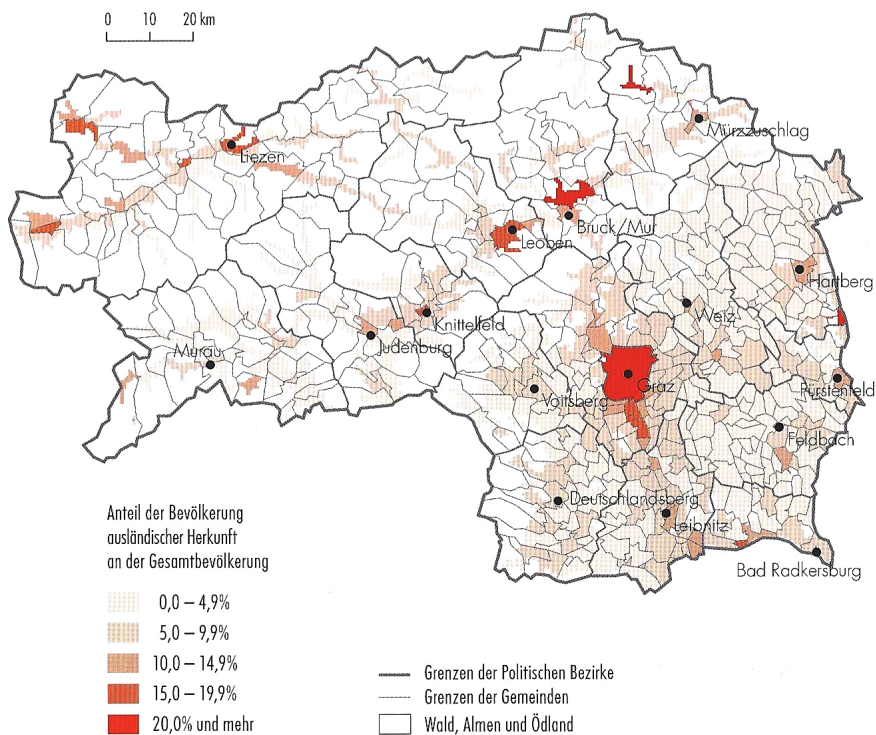 0 10 20 km
Mürzzuschlag
Liezen
Bruck/Mur
Leoben
Hartberg
Weiz
Knittelfeld
Judenburg
Murau
Graz
Fürstenfeld
Voitsberg
Feldbach
Deutschlandsberg
Leibnitz
Bad Radkersburg
Anteil der Bevölkerung
ausländischer Herkunft
an der Gesamtbevölkerung
0,0 – 4,9%
5,0 – 9,9%
10,0 – 14,9%
15,0 – 19,9%
20,0% und mehr
Grenzen der Politischen Bezirke
Grenzen der Gemeinden
Wald, Almen und Ödland